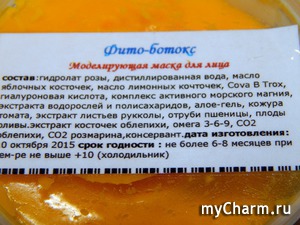 Фито-ботокс
Моделирующая маска для лица
состав:гидролат розы, дистиллированная вода, масло
яблочных косточек, масло лимонных кочточек, Cova B Trox,
гиалуроновая кислота, комплекс активного морского магния,
экстракта водорослей и полисахаридов, алоэ-гель, кожура
томата, экстракт листьев рукколы, отруби пшеницы, плоды
оливы.экстракт косточек облепихи, омега 3-6-9, CO2
облепихи, CO2 розмарина,консервант.дата изготовления:
0 октября 2015 срок годности : не более 6-8 месяцев при
тем-ре не выше +10 (холодильник)
myCharm.ru